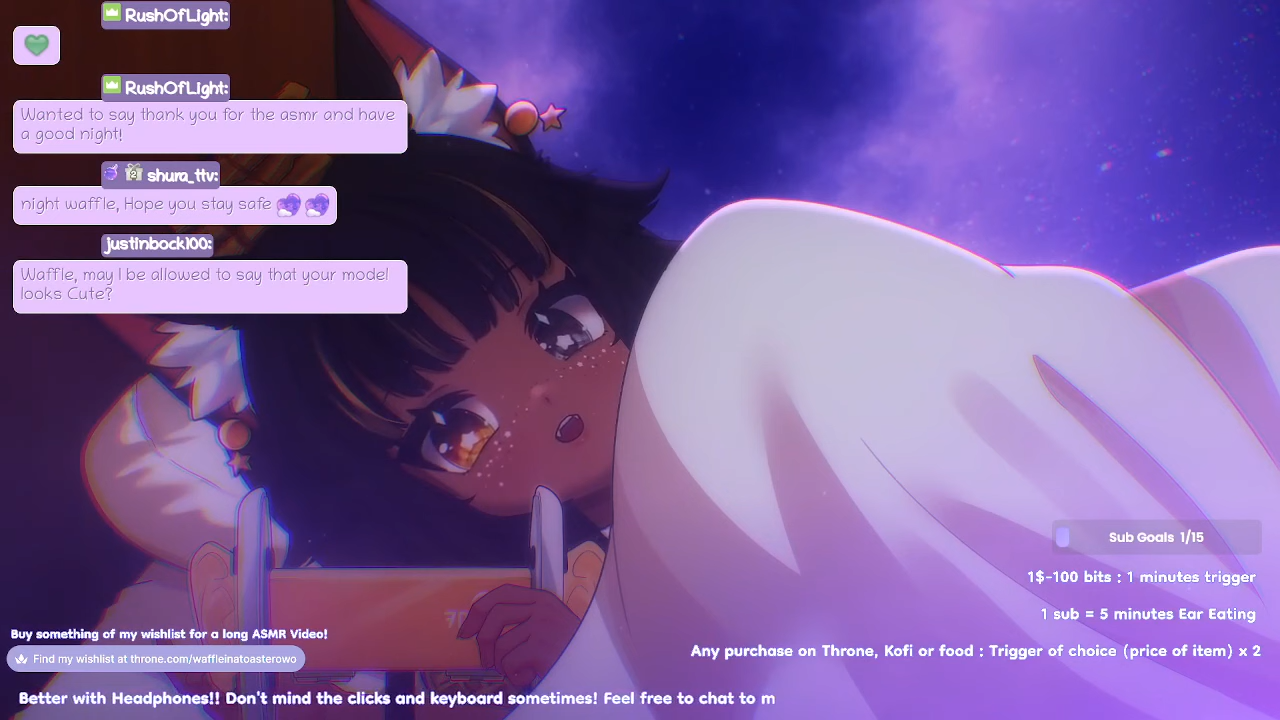 RushOfLight:
RushOfLight:
Wanted to say thank you for the asmr and have
a good night!
2 shura_ttv:
night waffle, Hope you stay safe
justinbock100:
Waffle, may I be allowed to say that your model
looks Cute?
Sub Goals 1/15
1$-100 bits : 1 minutes trigger
1 sub = 5 minutes Ear Eating
Any purchase on Throne, Kofi or food : Trigger of choice (price of item) x 2
Buy something of my wishlist for a long ASMR Video!
Find my wishlist at throne.com/waffleinatoasterowo
Better with Headphones!! Don't mind the clicks and keyboard sometimes! Feel free to chat to m